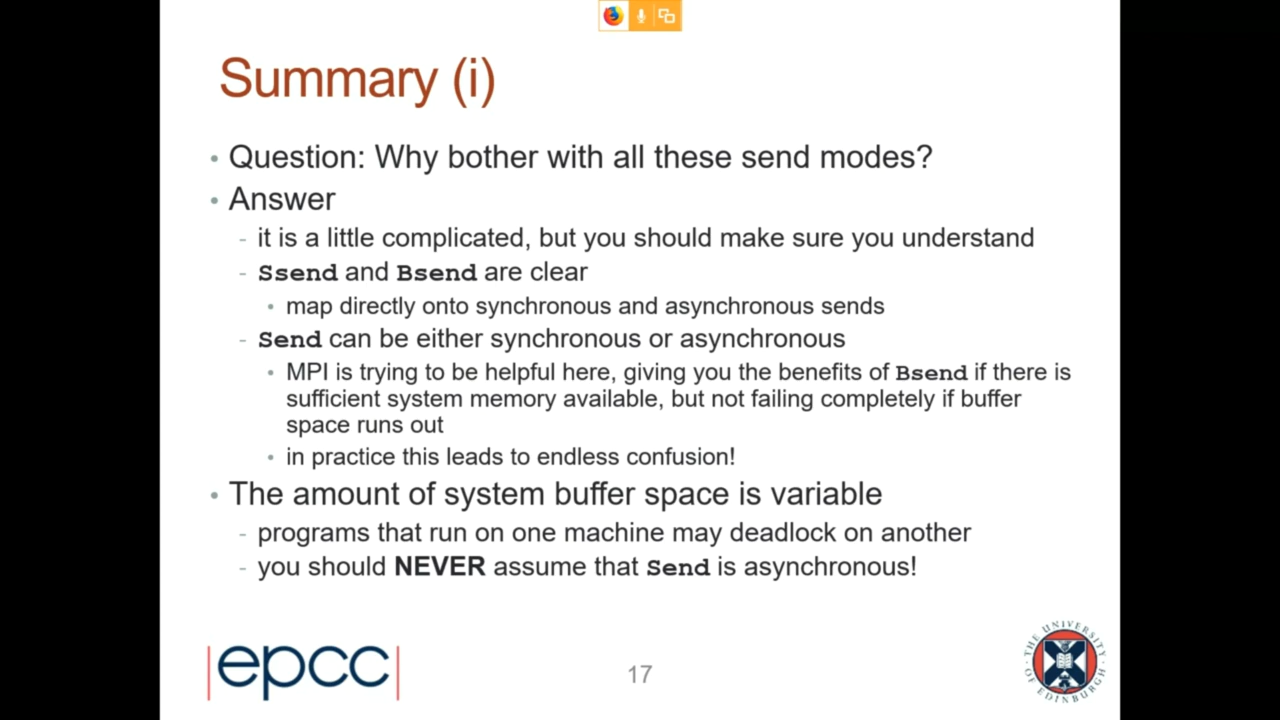 Summary (i)
• Question: Why bother with all these send modes?
• Answer
- it is a little complicated, but you should make sure you understand
- Ssend and Bsend are clear
• map directly onto synchronous and asynchronous sends
- Send can be either synchronous or asynchronous
• MPI is trying to be helpful here, giving you the benefits of Bsend if there is
sufficient system memory available, but not failing completely if buffer
space runs out
• in practice this leads to endless confusion!
• The amount of system buffer space is variable
- programs that run on one machine may deadlock on another
- you should NEVER assume that Send is asynchronous!
epcc
17
THE UNIVERSITY
OF EDINBURGH